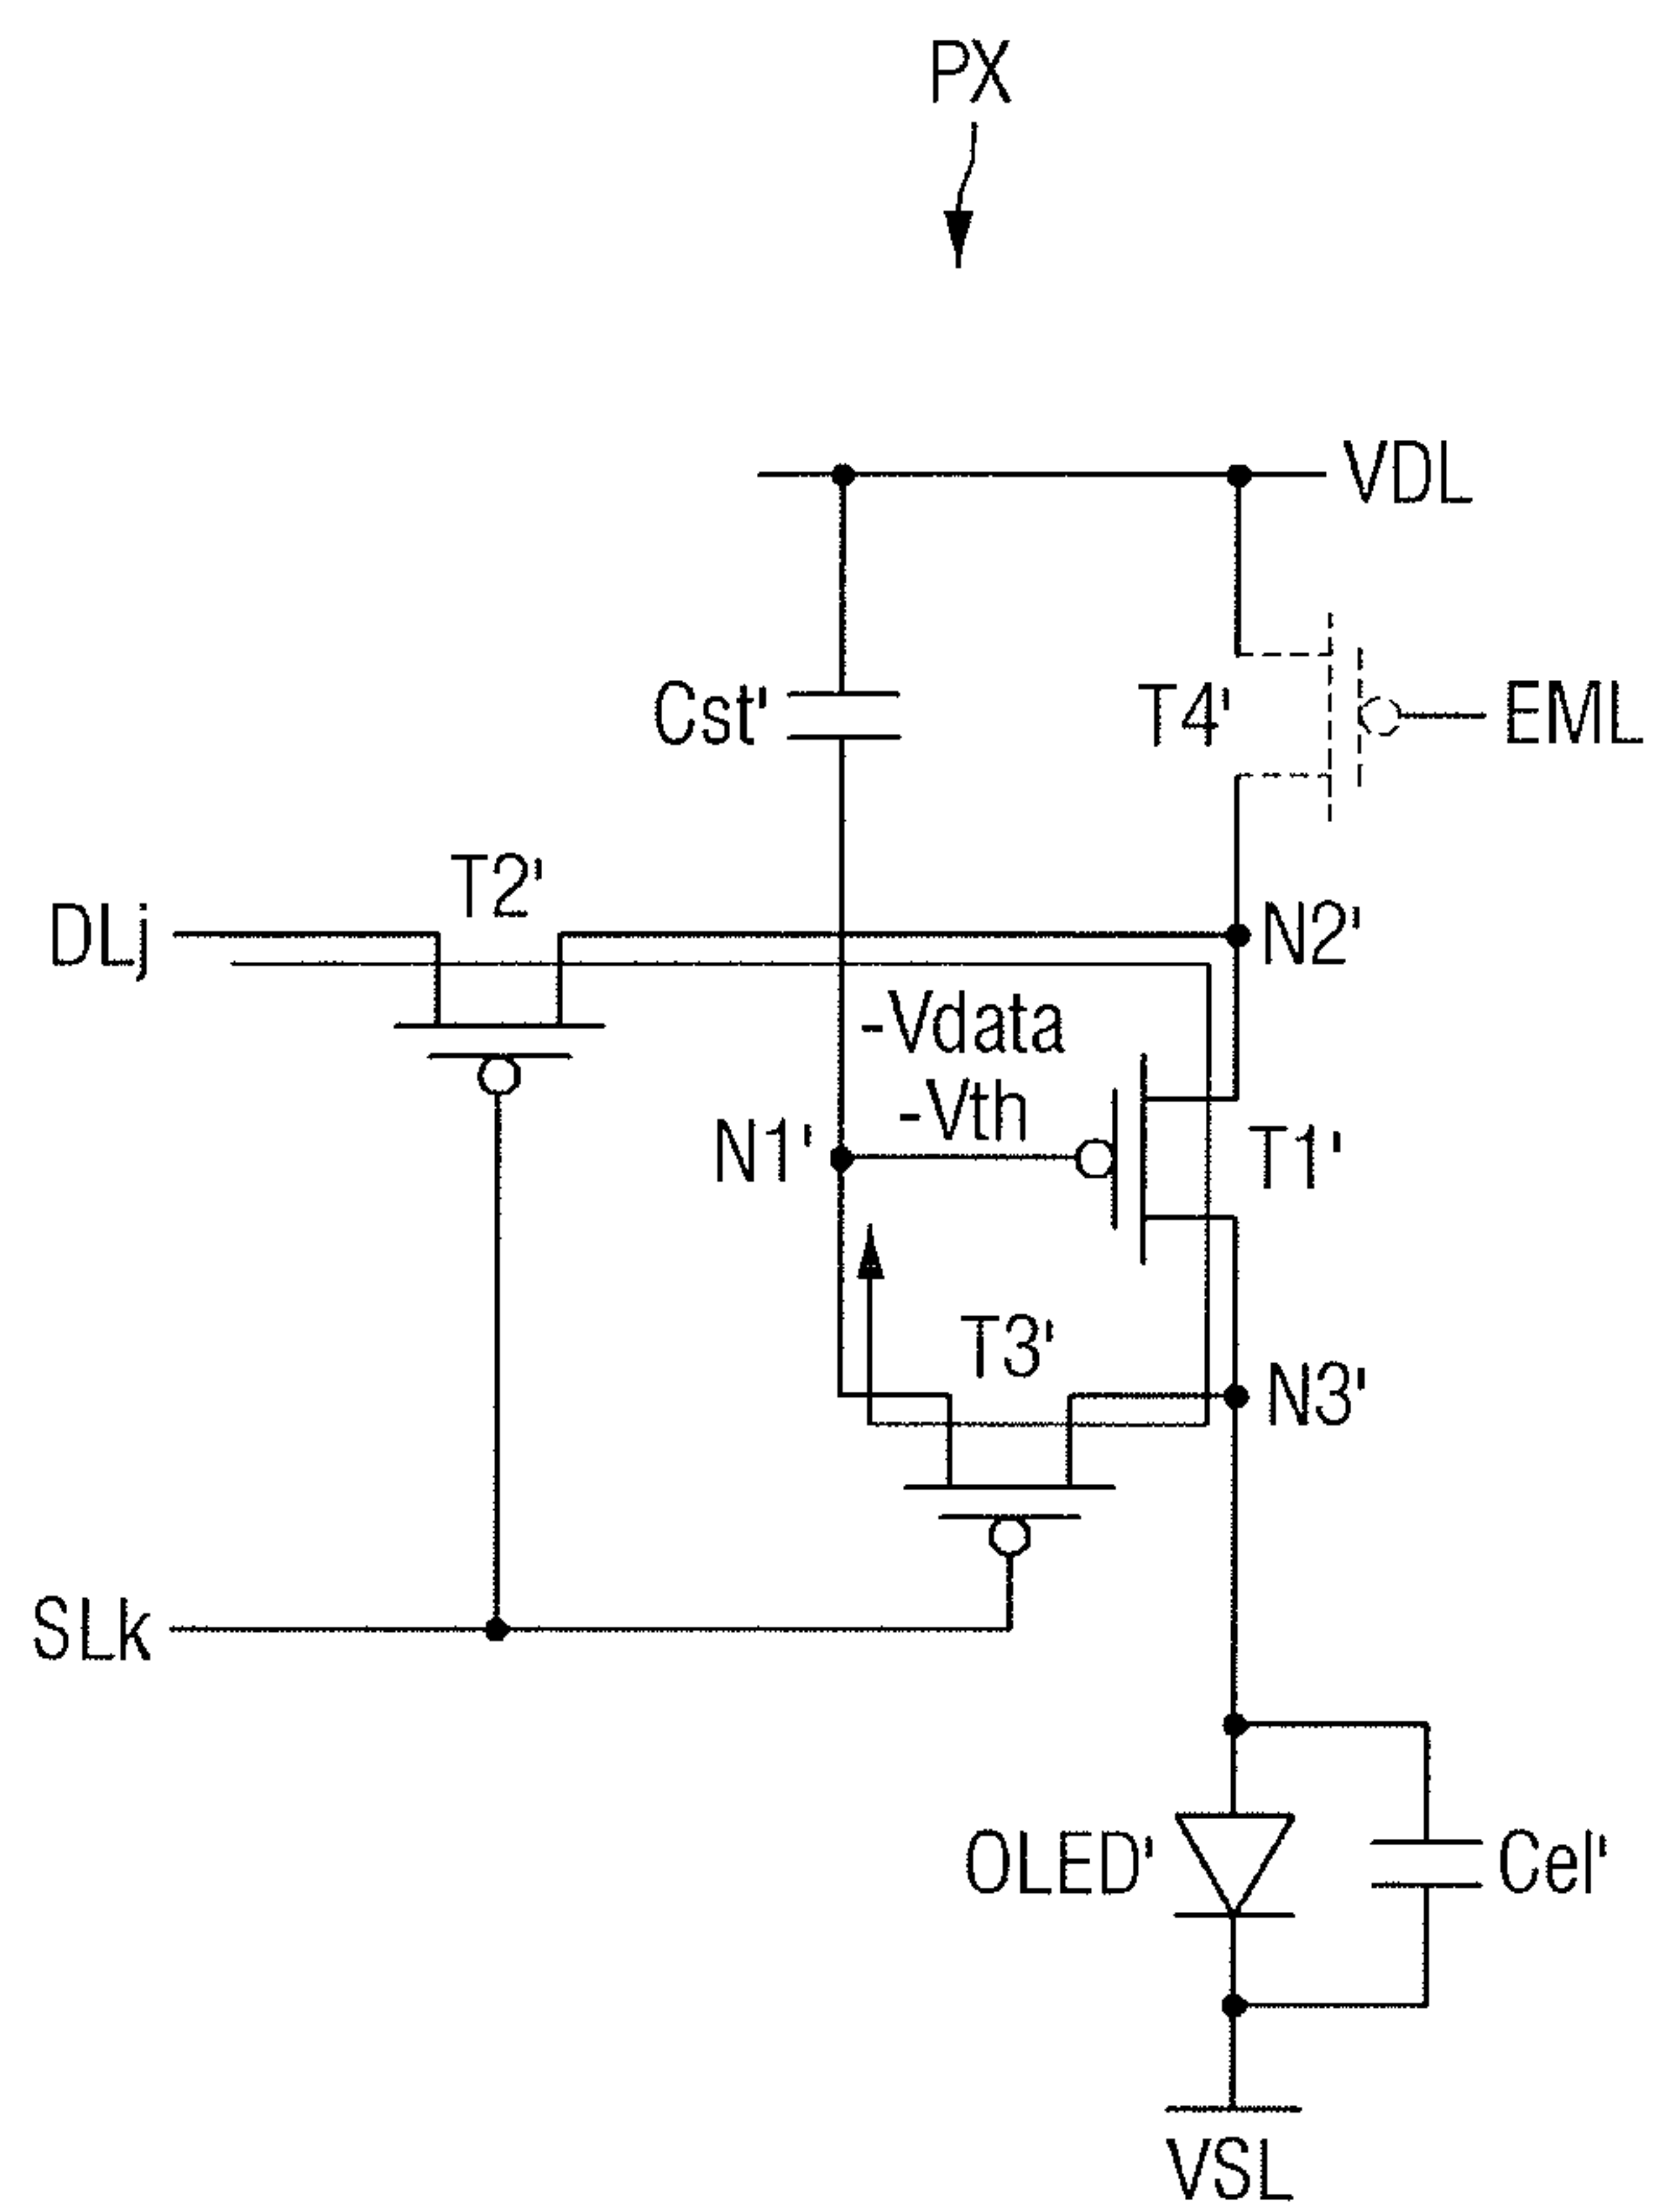 PX
VDL
Cst'
T4'
EML
T2'
DLj
N2'
-Vdata
-Vth
N1'
T1'
T3'
N3'
SLk
OLED'
Cel'
VSL